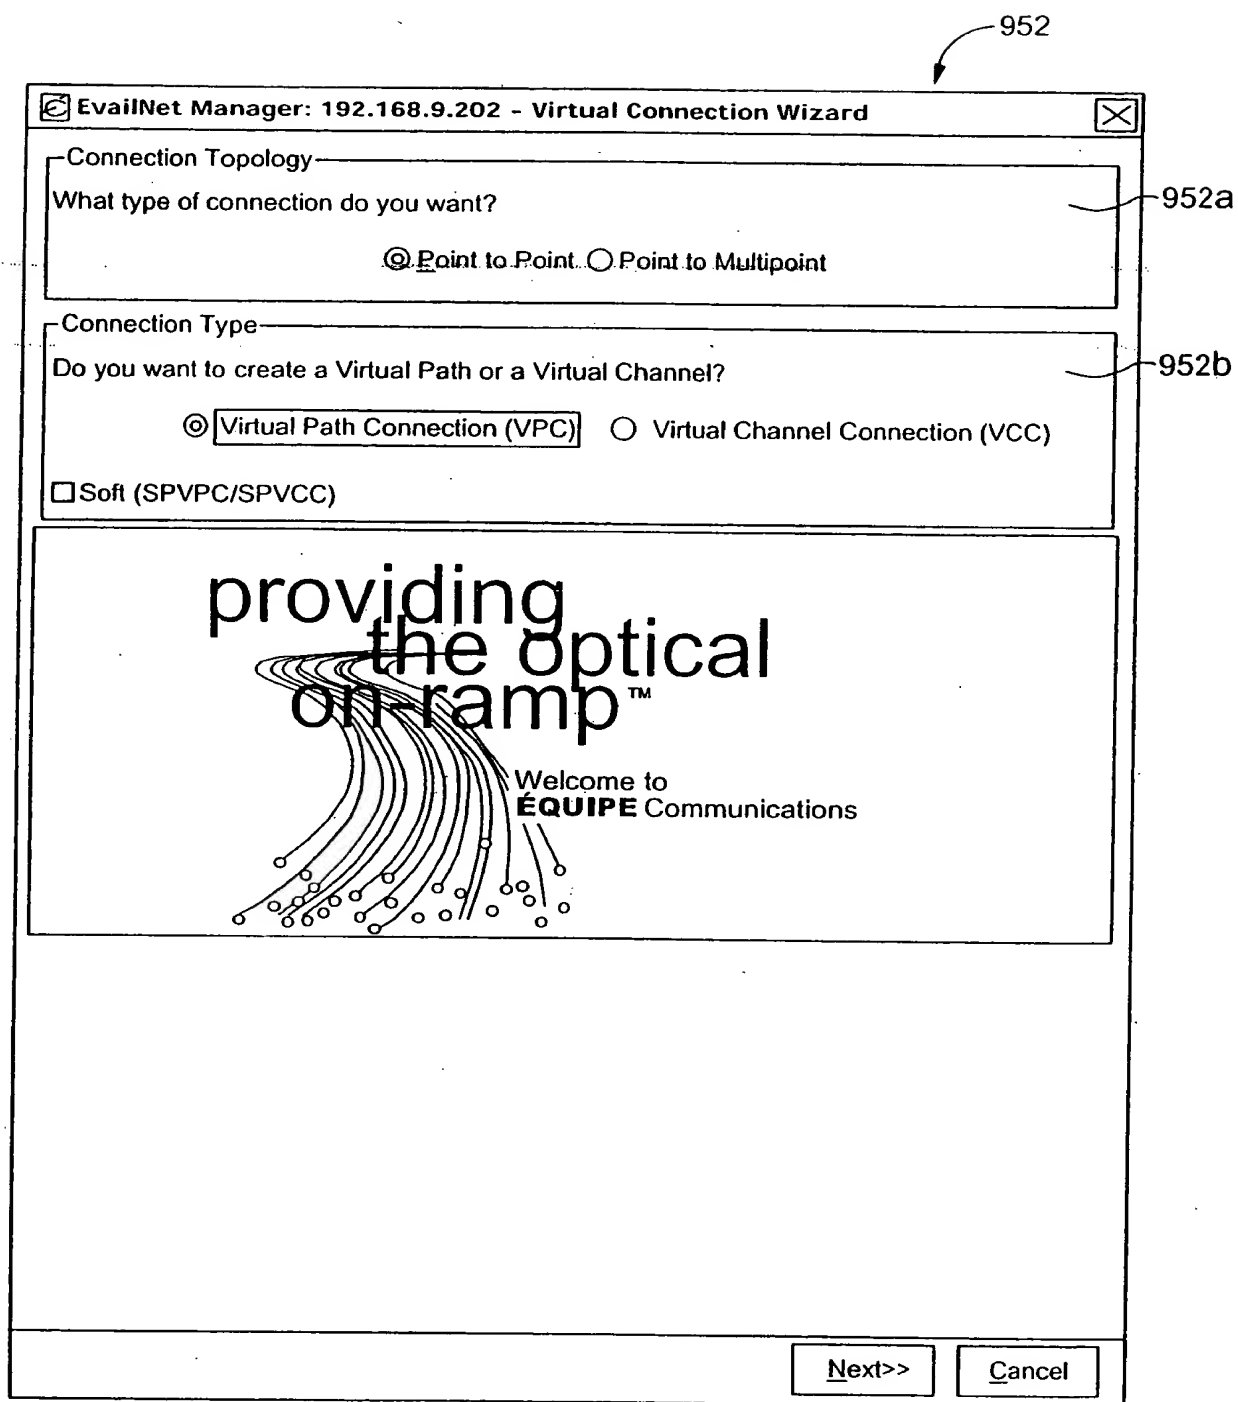 952
EvailNet Manager: 192.168.9.202 - Virtual Connection Wizard
Connection Topology
What type of connection do you want?
952a
Point to Point Point to Multipoint
Connection Type
Do you want to create a Virtual Path or a Virtual Channel?
952b
Virtual Path Connection (VPC) Virtual Channel Connection (VCC)
Soft (SPVPC/SPVCC)
providing
the optical
on-ramp™
Welcome to
ÉQUIPE Communications
Next>> Cancel